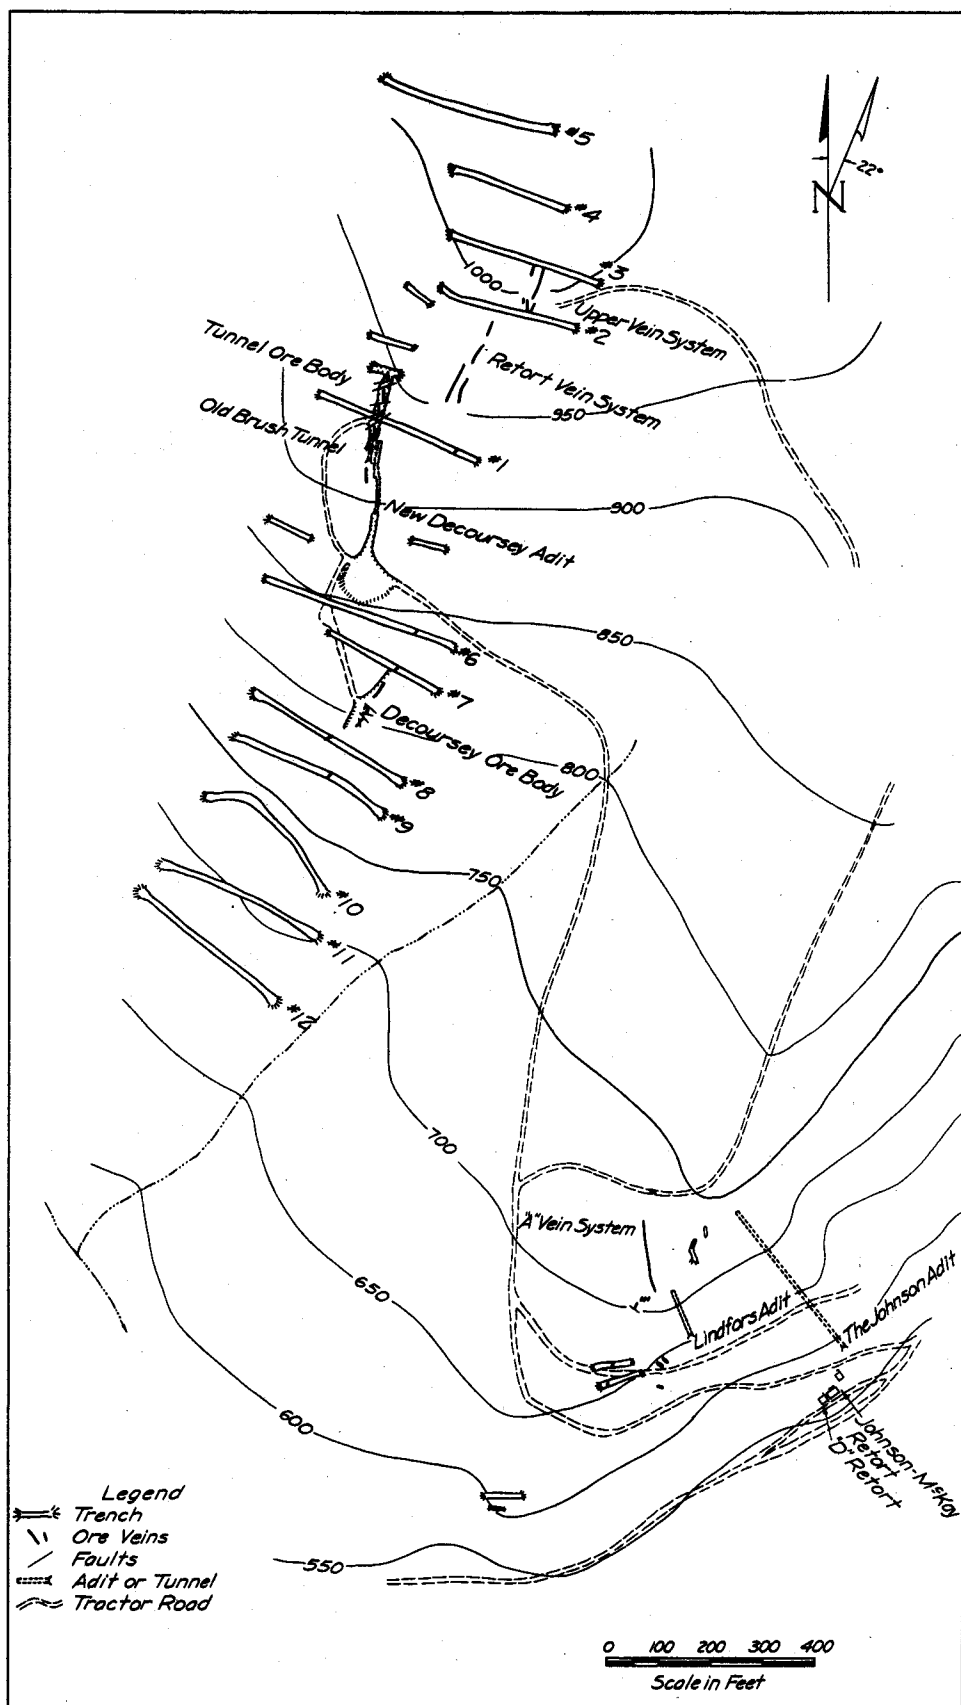 #5
22°
N
#4
#3
1000
Upper Vein System
#2
Tunnel Ore Body
Retort Vein System
950
Old Brush Tunnel
#1
900
New Decoursey Adit
850
#6
#7
Decoursey Ore Body
800
#8
#9
750
#10
#11
#12
700
"A" Vein System
650
Lindfors Adit
The Johnson Adit
600
Johnson-McKay
Retort
"D" Retort
550
Legend
Trench
Ore Veins
Faults
Adit or Tunnel
Tractor Road
0 100 200 300 400
Scale in Feet